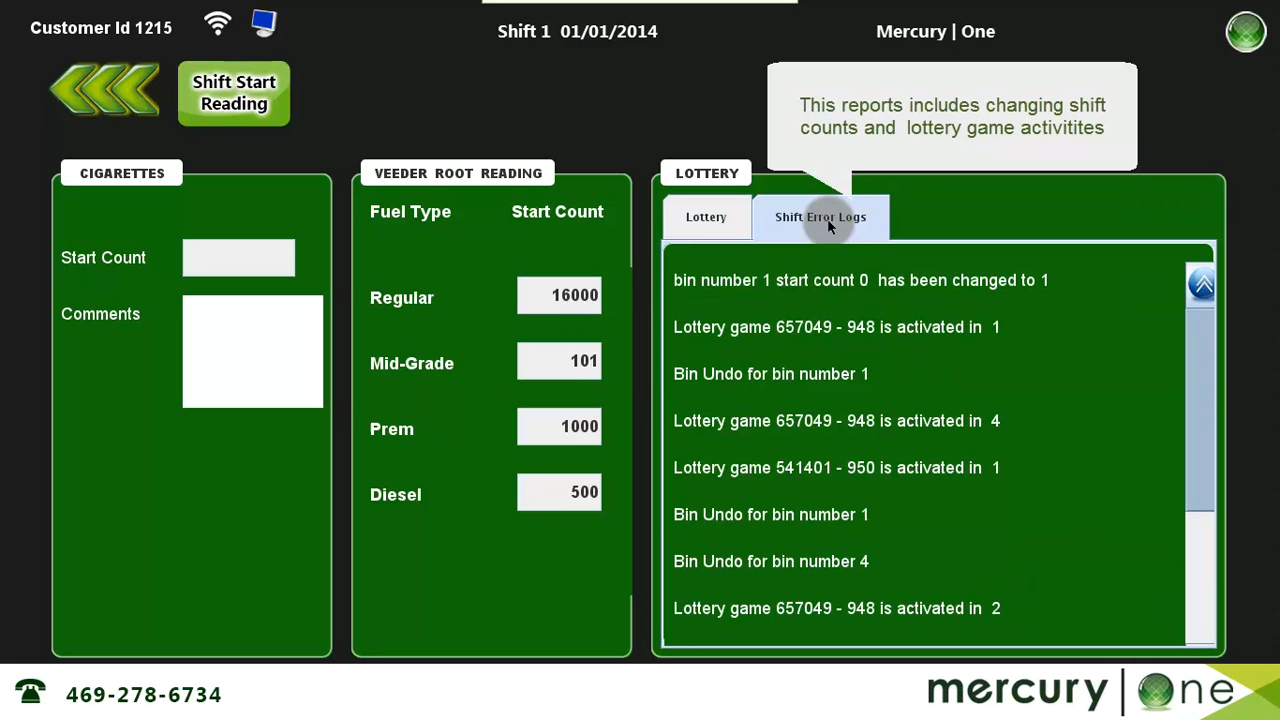 Customer Id 1215
Shift 1 01/01/2014
Mercury | One
Shift Start
Reading
This reports includes changing shift
counts and lottery game activitites
CIGARETTES
Start Count
Comments
VEEDER ROOT READING
Fuel Type Start Count
Regular 16000
Mid-Grade 101
Prem 1000
Diesel 500
LOTTERY
Lottery
Shift Error Logs
bin number 1 start count 0 has been changed to 1
Lottery game 657049 - 948 is activated in 1
Bin Undo for bin number 1
Lottery game 657049 - 948 is activated in 4
Lottery game 541401 - 950 is activated in 1
Bin Undo for bin number 1
Bin Undo for bin number 4
Lottery game 657049 - 948 is activated in 2
469-278-6734
mercury | One